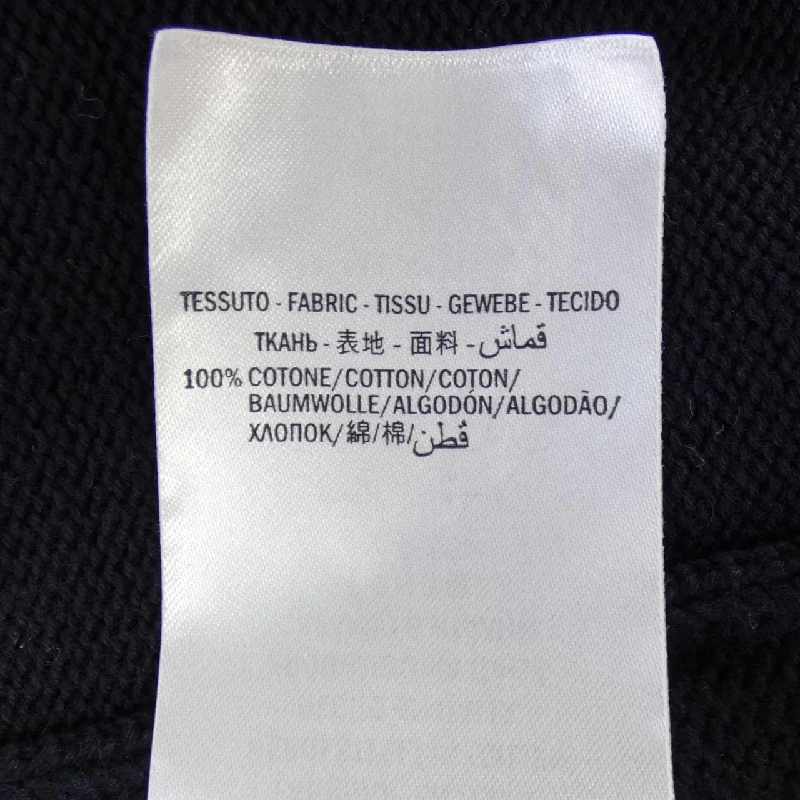 TESSUTO - FABRIC - TISSU - GEWEBE - TECIDO
ТКАНЬ - 表地 - 面料 - قماش
100% COTONE/COTTON/COTON/
BAUMWOLLE/ALGODÓN/ALGODÃO/
ХЛОПОК/綿/棉/قطن